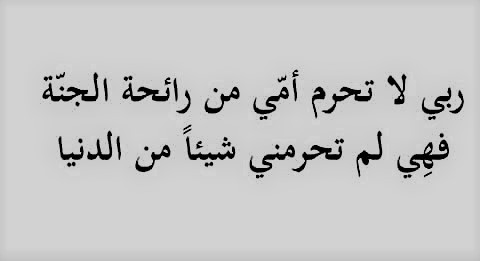 ربي لا تحرم أمّي من رائحة الجنّة
فهِي لم تحرمني شيئاً من الدنيا